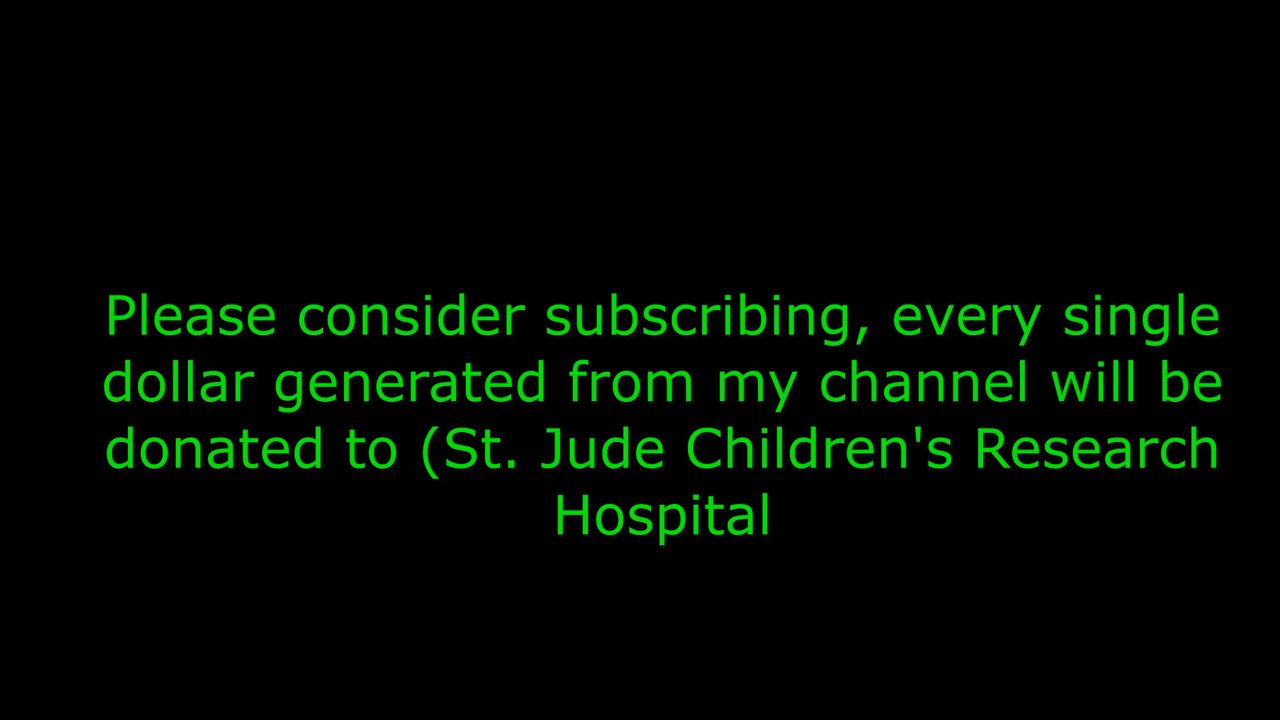 Please consider subscribing, every single
dollar generated from my channel will be
donated to (St. Jude Children's Research
Hospital